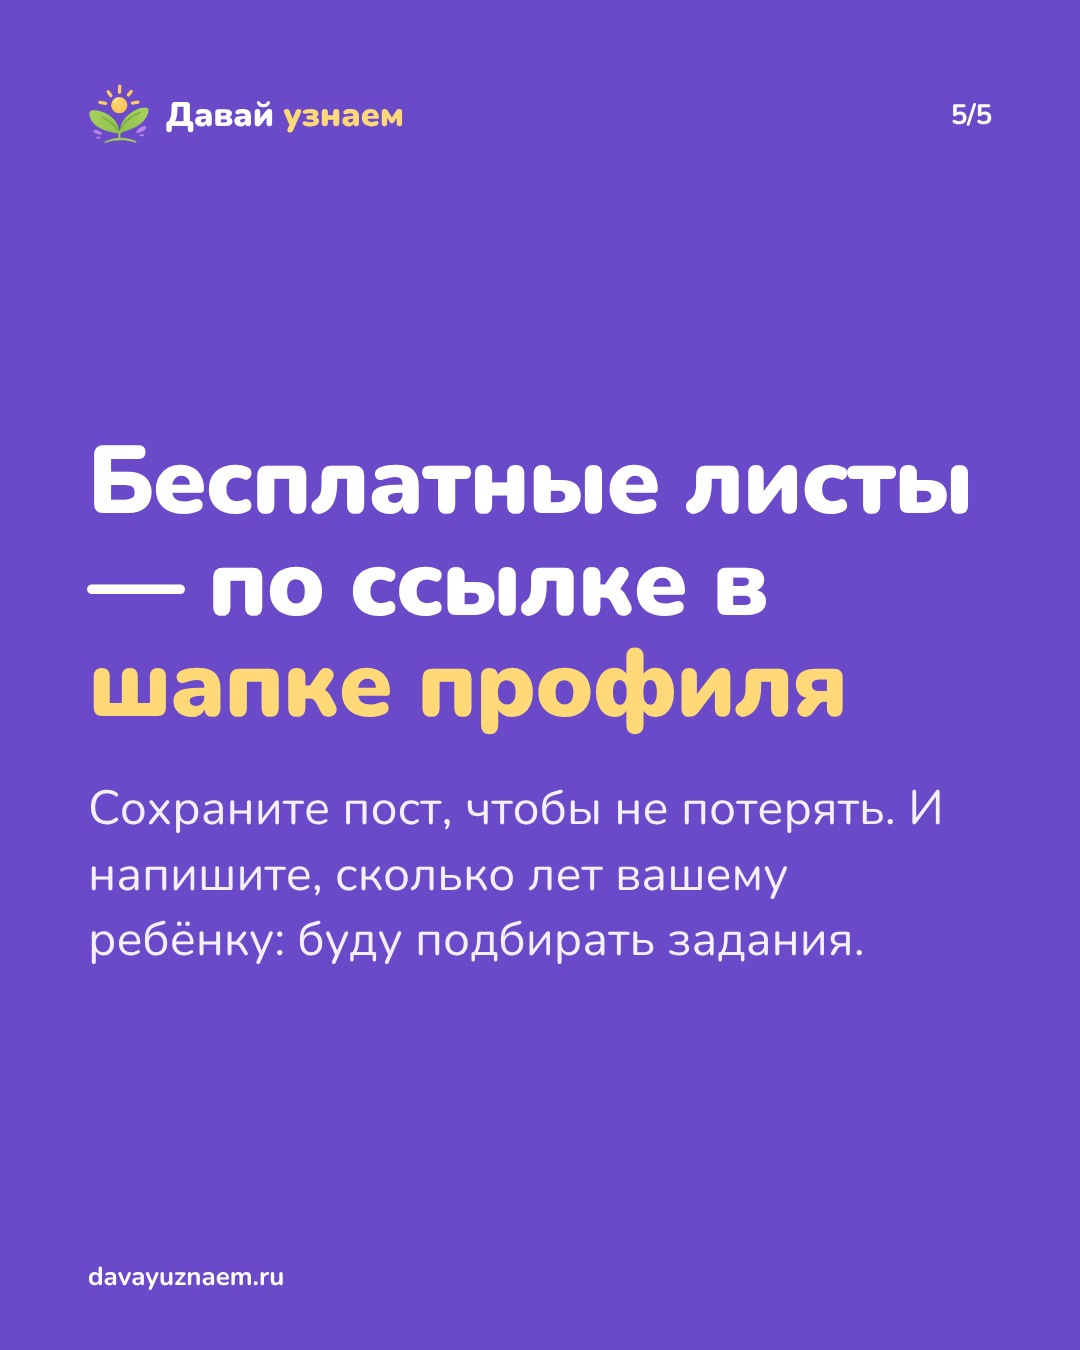 Давай узнаем
5/5
Бесплатные листы
— по ссылке в
шапке профиля
Сохраните пост, чтобы не потерять. И
напишите, сколько лет вашему
ребёнку: буду подбирать задания.
davayuznaem.ru